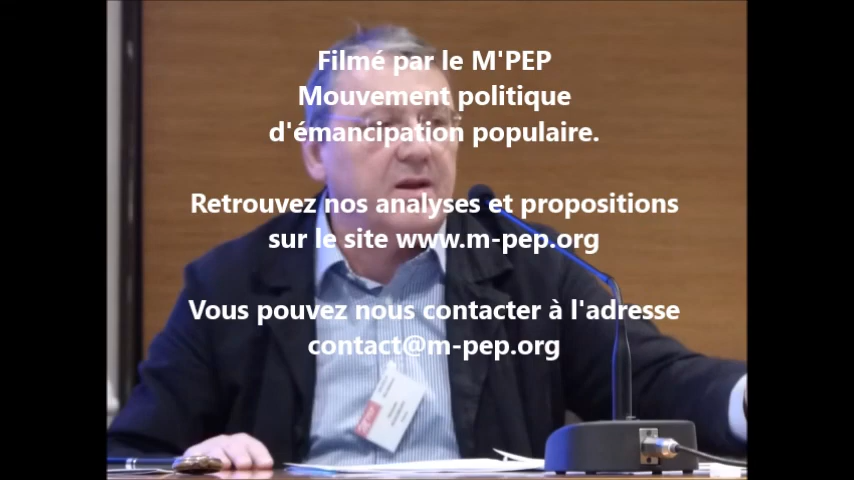 Filmé par le M'PEP
Mouvement politique
d'émancipation populaire.
Retrouvez nos analyses et propositions
sur le site www.m-pep.org
Vous pouvez nous contacter à l'adresse
contact@m-pep.org